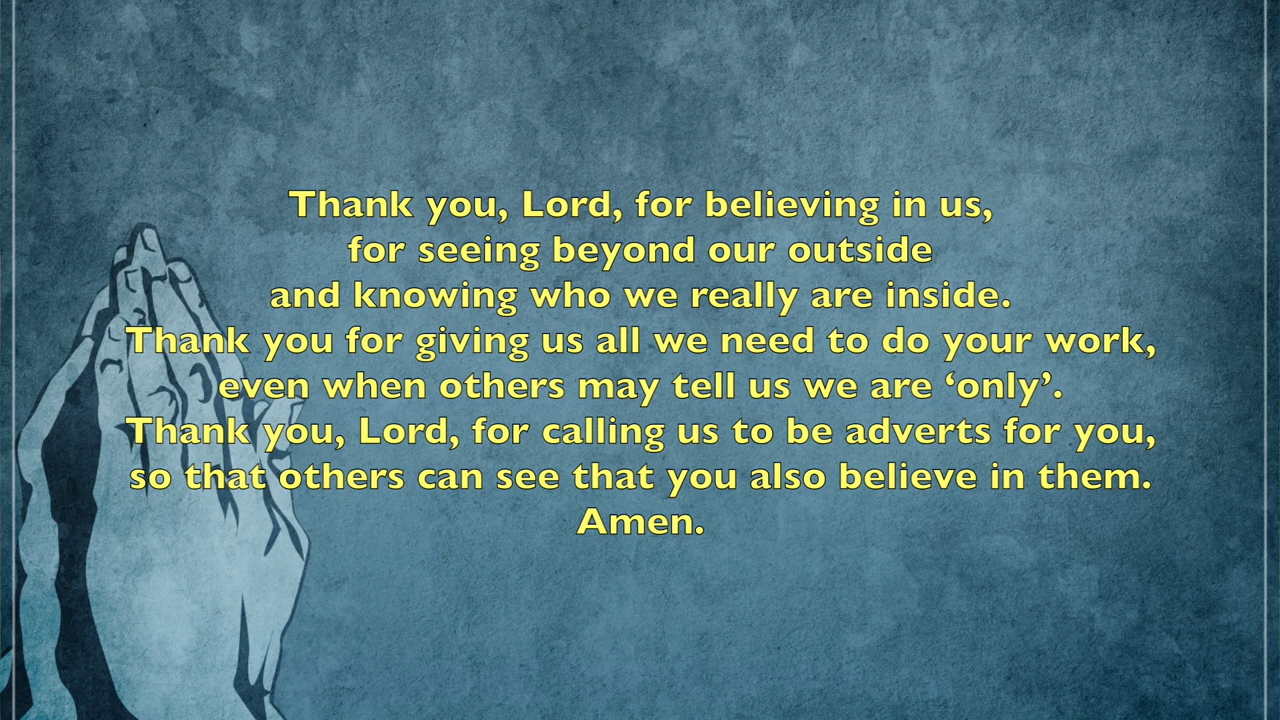 Thank you, Lord, for believing in us,
for seeing beyond our outside
and knowing who we really are inside.
Thank you for giving us all we need to do your work,
even when others may tell us we are ‘only’.
Thank you, Lord, for calling us to be adverts for you,
so that others can see that you also believe in them.
Amen.